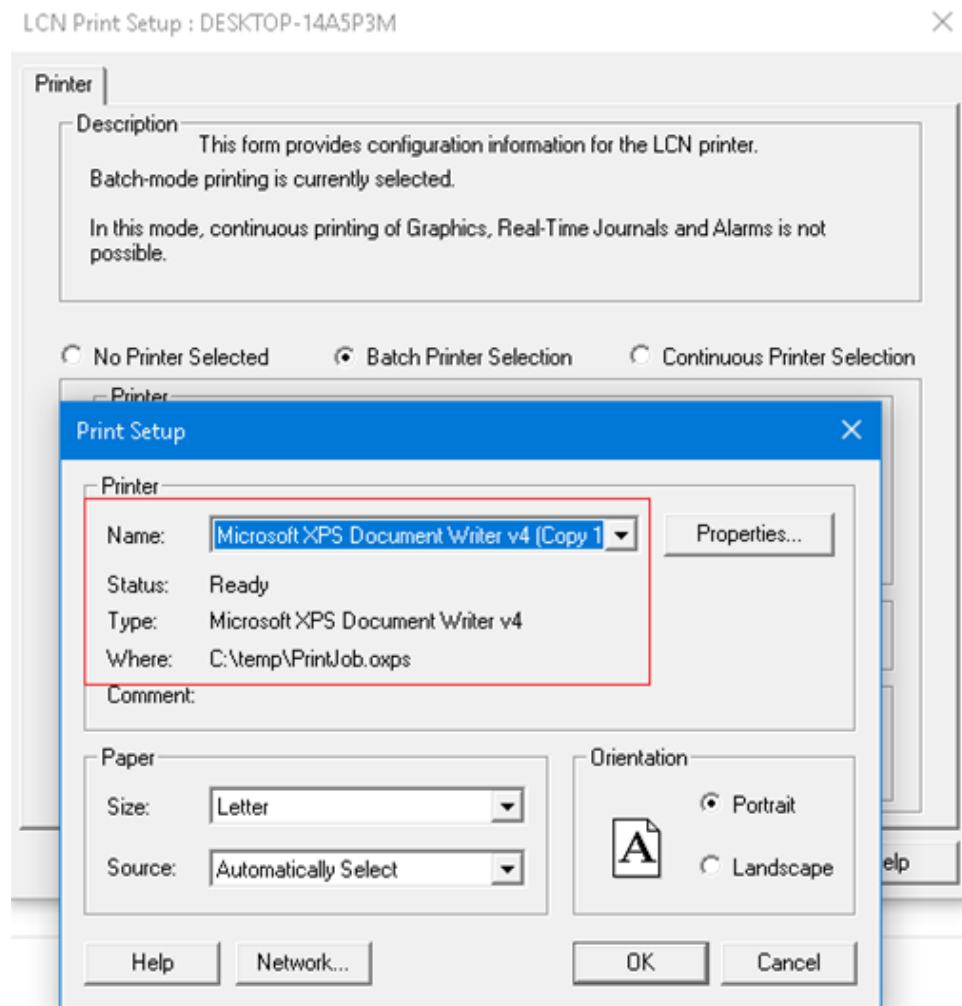 LCN Print Setup : DESKTOP-14A5P3M
Printer
Description
This form provides configuration information for the LCN printer.
Batch-mode printing is currently selected.
In this mode, continuous printing of Graphics, Real-Time Journals and Alarms is not
possible.
No Printer Selected Batch Printer Selection Continuous Printer Selection
Printer
Print Setup
Printer
Name: Microsoft XPS Document Writer v4 (Copy 1 Properties...
Status: Ready
Type: Microsoft XPS Document Writer v4
Where: C:\temp\PrintJob.oxps
Comment:
Paper Orientation
Size: Letter Portrait
A
Source: Automatically Select Landscape
elp
Help Network... OK Cancel